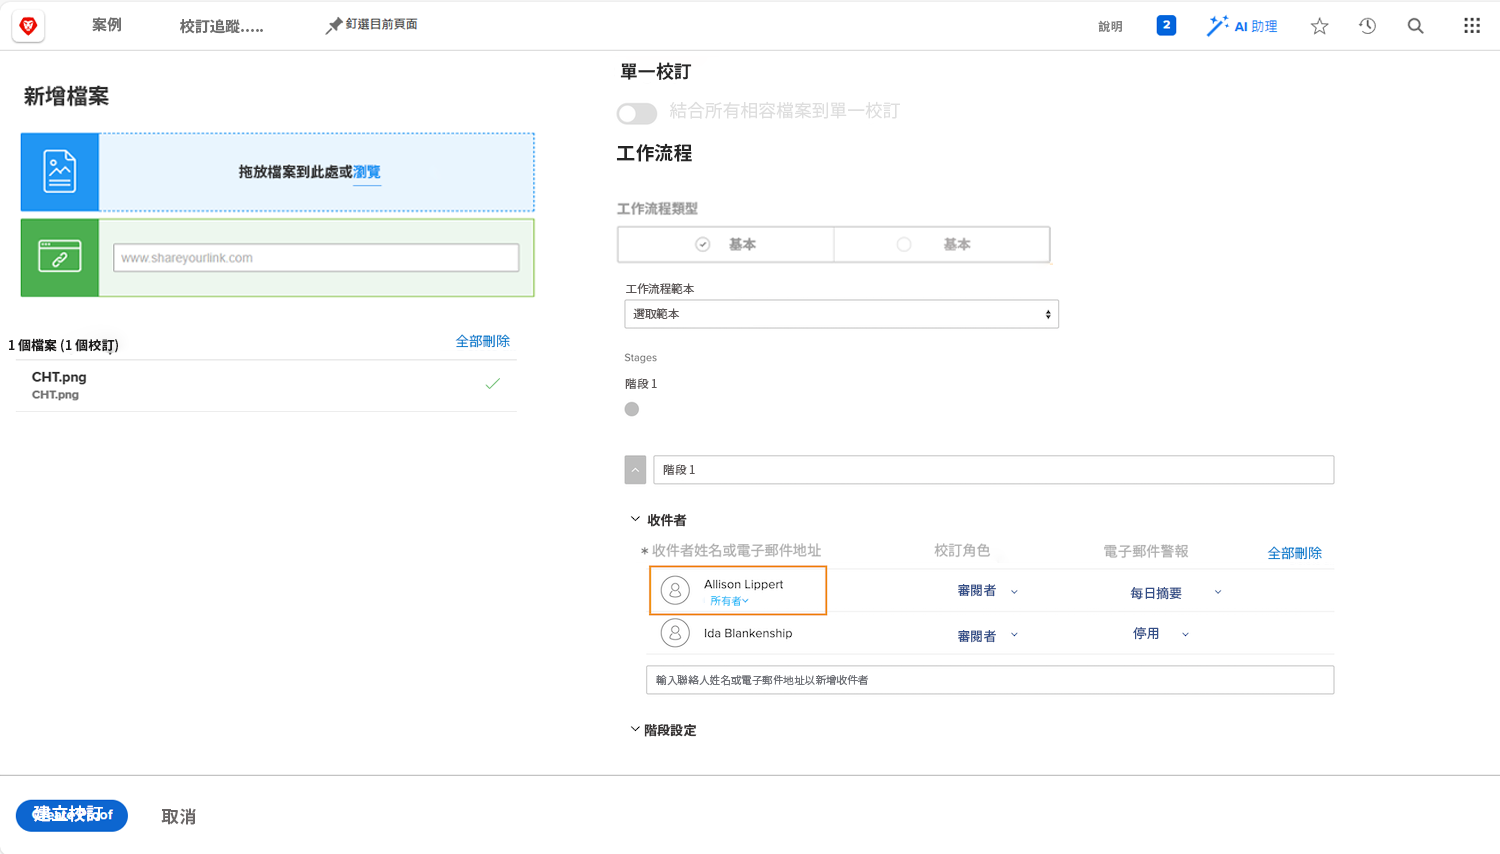 案例
校訂追蹤.....
釘選目前頁面
說明
2
AI 助理
新增檔案
拖放檔案到此處或瀏覽
www.shareyourlink.com
1 個檔案 (1 個校訂)
全部刪除
CHT.png
CHT.png
單一校訂
結合所有相容檔案到單一校訂
工作流程
工作流程類型
基本
基本
工作流程範本
選取範本
Stages
階段 1
階段 1
收件者
* 收件者姓名或電子郵件地址
校訂角色
電子郵件警報
全部刪除
Allison Lippert
所有者
審閱者
每日摘要
Ida Blankenship
審閱者
停用
輸入聯絡人姓名或電子郵件地址以新增收件者
階段設定
建立校訂
取消